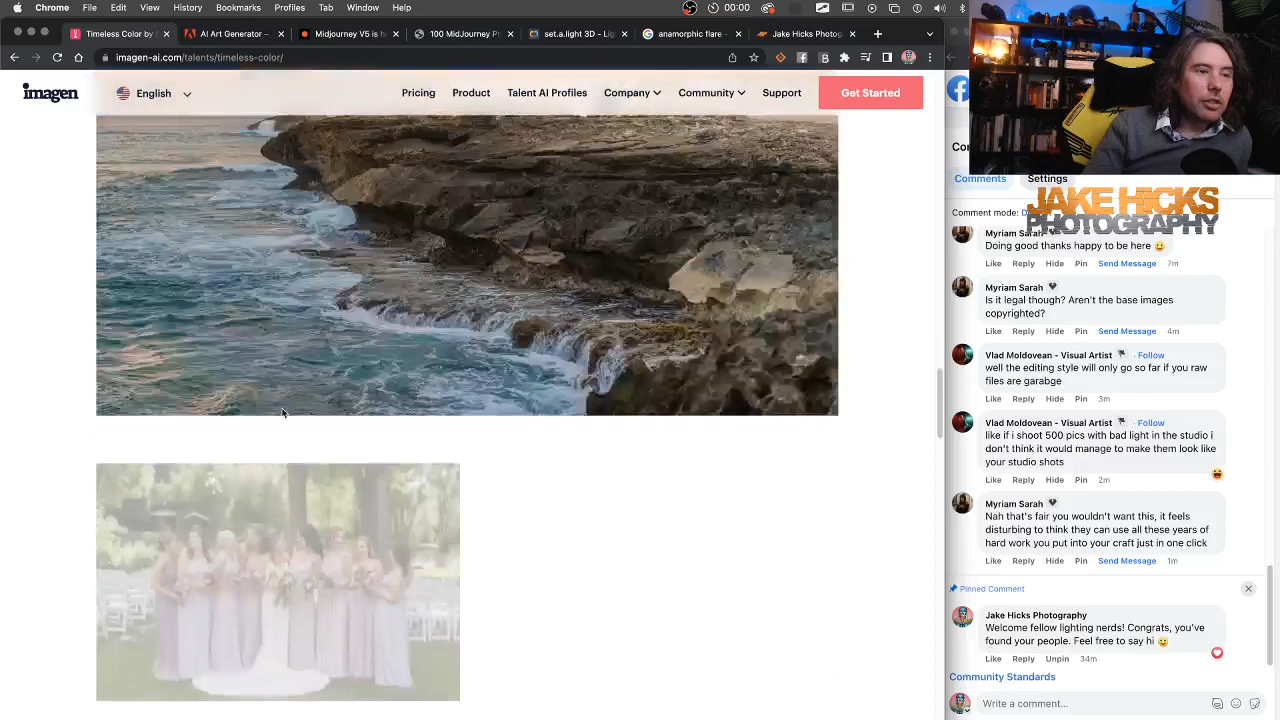 Chrome File Edit View History Bookmarks Profiles Tab Window Help 00:00:00
Timeless Color by
AI Art Generator –
Midjourney
set.a.light 3D - Lig
anamorphic flare -
Jake Hicks Photog
imagen-ai.com/talents/timeless-color/
imagen
English
Pricing Product Talent AI Profiles Company Community Support Get Started
Comments Settings
JAKE HICKS
PHOTOGRAPHY
Comment mode:
Myriam Sarah
Doing good thanks happy to be here
Like Reply Hide Pin Send Message 7m
Myriam Sarah
Is it legal though? Aren't the base images
copyrighted?
Like Reply Hide Pin Send Message 4m
Vlad Moldovean - Visual Artist · Follow
well the editing style will only go so far if you raw
files are garabge
Like Reply Hide Pin 3m
Vlad Moldovean - Visual Artist · Follow
like if i shoot 500 pics with bad light in the studio i
don't think it would manage to make them look like
your studio shots
Like Reply Hide Pin 2m
Myriam Sarah
Nah that's fair you wouldn't want this, it feels
disturbing to think they can use all these years of
hard work you put into your craft just in one click
Like Reply Hide Pin Send Message 1m
Pinned Comment
Jake Hicks Photography
Welcome fellow lighting nerds! Congrats, you've
found your people. Feel free to say hi
Like Reply Unpin 34m
Community Standards
Write a comment...